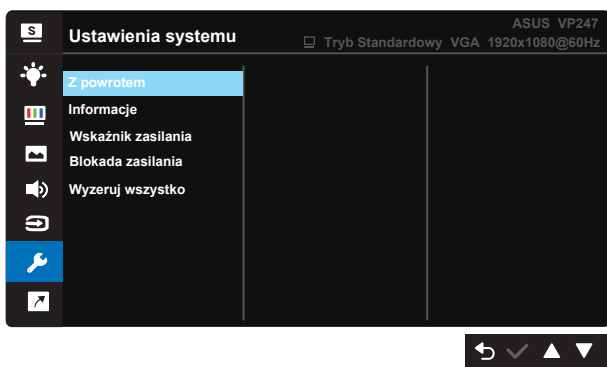 S
Ustawienia systemu
ASUS VP247
Tryb Standardowy VGA 1920x1080@60Hz
Z powrotem
Informacje
Wskaźnik zasilania
Blokada zasilania
Wyzeruj wszystko